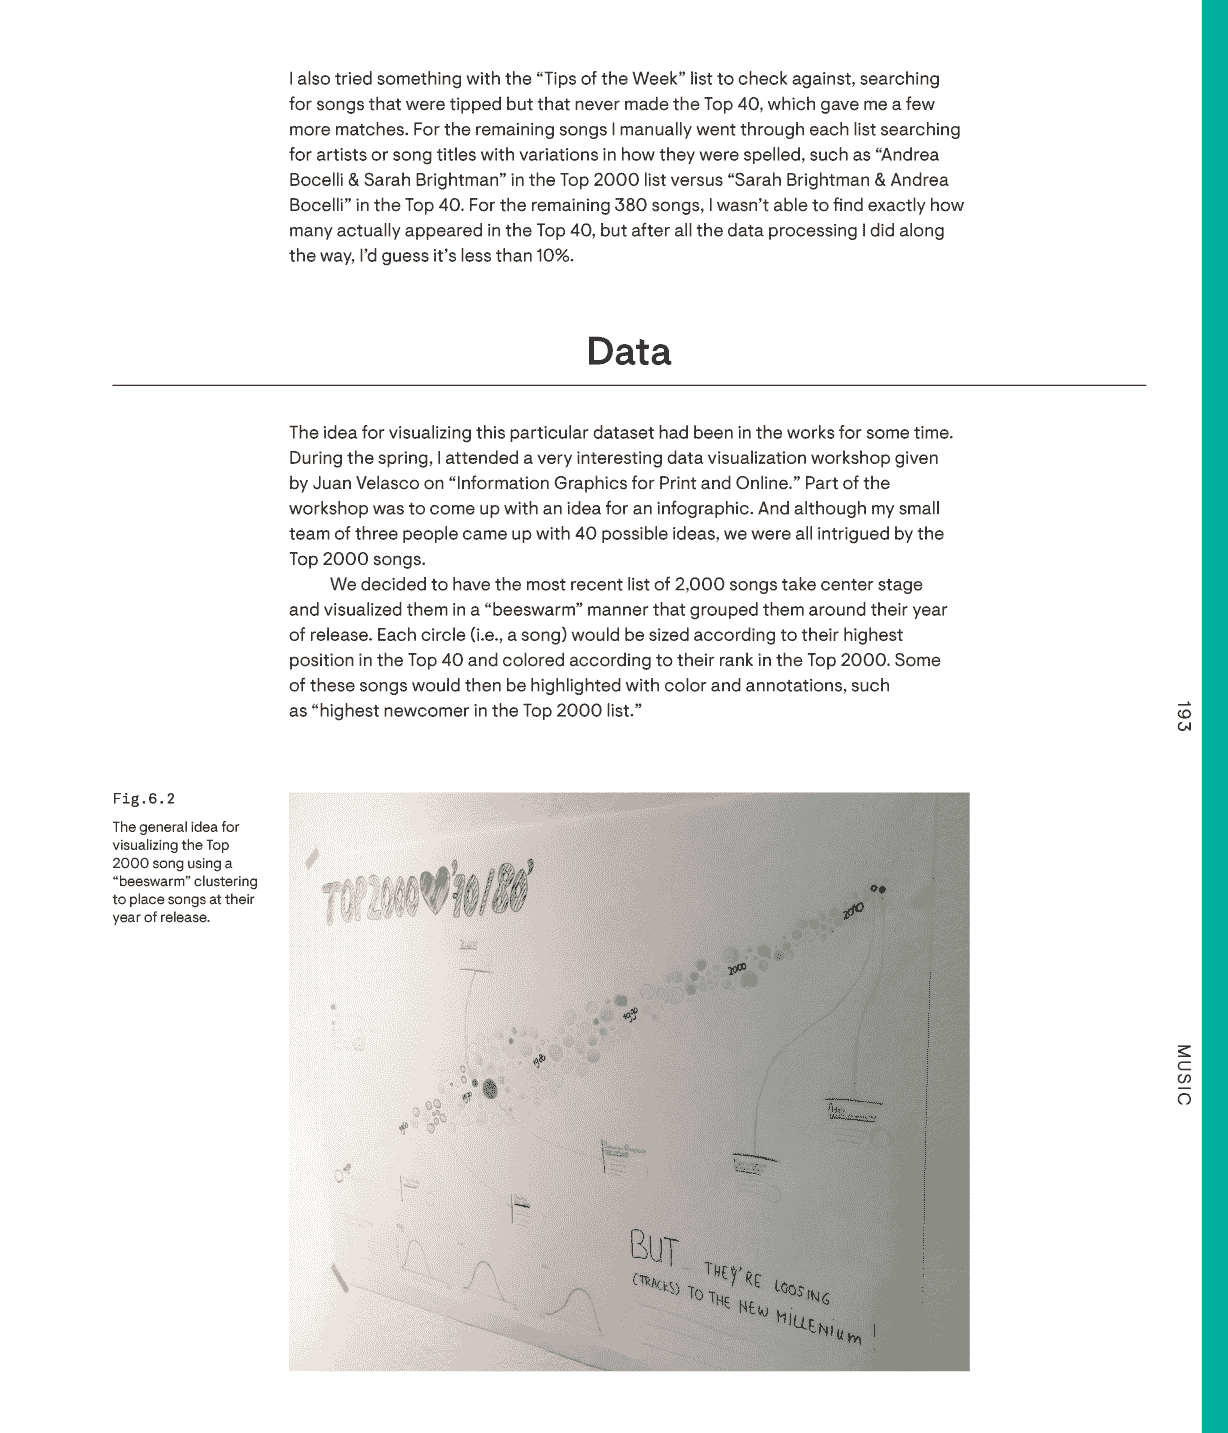 I also tried something with the “Tips of the Week” list to check against, searching
for songs that were tipped but that never made the Top 40, which gave me a few
more matches. For the remaining songs I manually went through each list searching
for artists or song titles with variations in how they were spelled, such as “Andrea
Bocelli & Sarah Brightman” in the Top 2000 list versus “Sarah Brightman & Andrea
Bocelli” in the Top 40. For the remaining 380 songs, I wasn’t able to find exactly how
many actually appeared in the Top 40, but after all the data processing I did along
the way, I’d guess it’s less than 10%.
Data
The idea for visualizing this particular dataset had been in the works for some time.
During the spring, I attended a very interesting data visualization workshop given
by Juan Velasco on “Information Graphics for Print and Online.” Part of the
workshop was to come up with an idea for an infographic. And although my small
team of three people came up with 40 possible ideas, we were all intrigued by the
Top 2000 songs.
We decided to have the most recent list of 2,000 songs take center stage
and visualized them in a “beeswarm” manner that grouped them around their year
of release. Each circle (i.e., a song) would be sized according to their highest
position in the Top 40 and colored according to their rank in the Top 2000. Some
of these songs would then be highlighted with color and annotations, such
as “highest newcomer in the Top 2000 list.”
193
MUSIC
Fig.6.2
The general idea for
visualizing the Top
2000 song using a
“beeswarm” clustering
to place songs at their
year of release.
TOP2000 ’70/80’
2010
2000
1990
1980
1970
BUT THEY'RE LOOSING
(TRACKS) TO THE NEW MiLLENiUm!